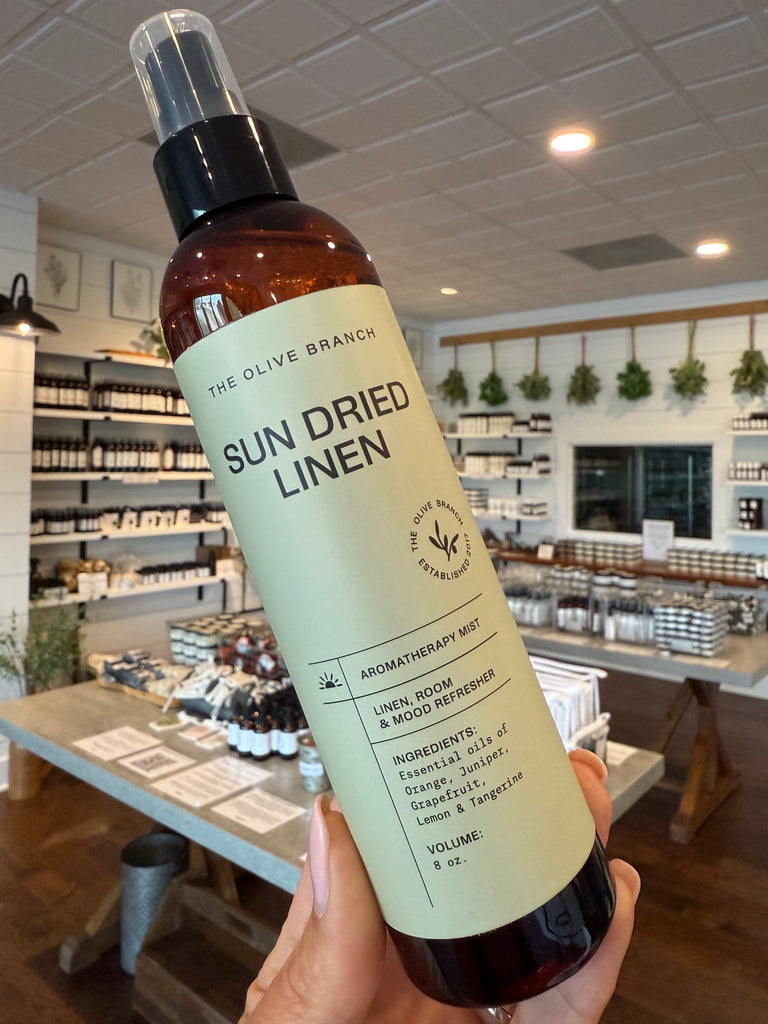 THE OLIVE BRANCH
SUN DRIED
LINEN
THE OLIVE BRANCH
ESTABLISHED 2017
AROMATHERAPY MIST
LINEN, ROOM
& MOOD REFRESHER
INGREDIENTS:
Essential oils of
Orange, Juniper,
Grapefruit,
Lemon & Tangerine
VOLUME:
8 oz.